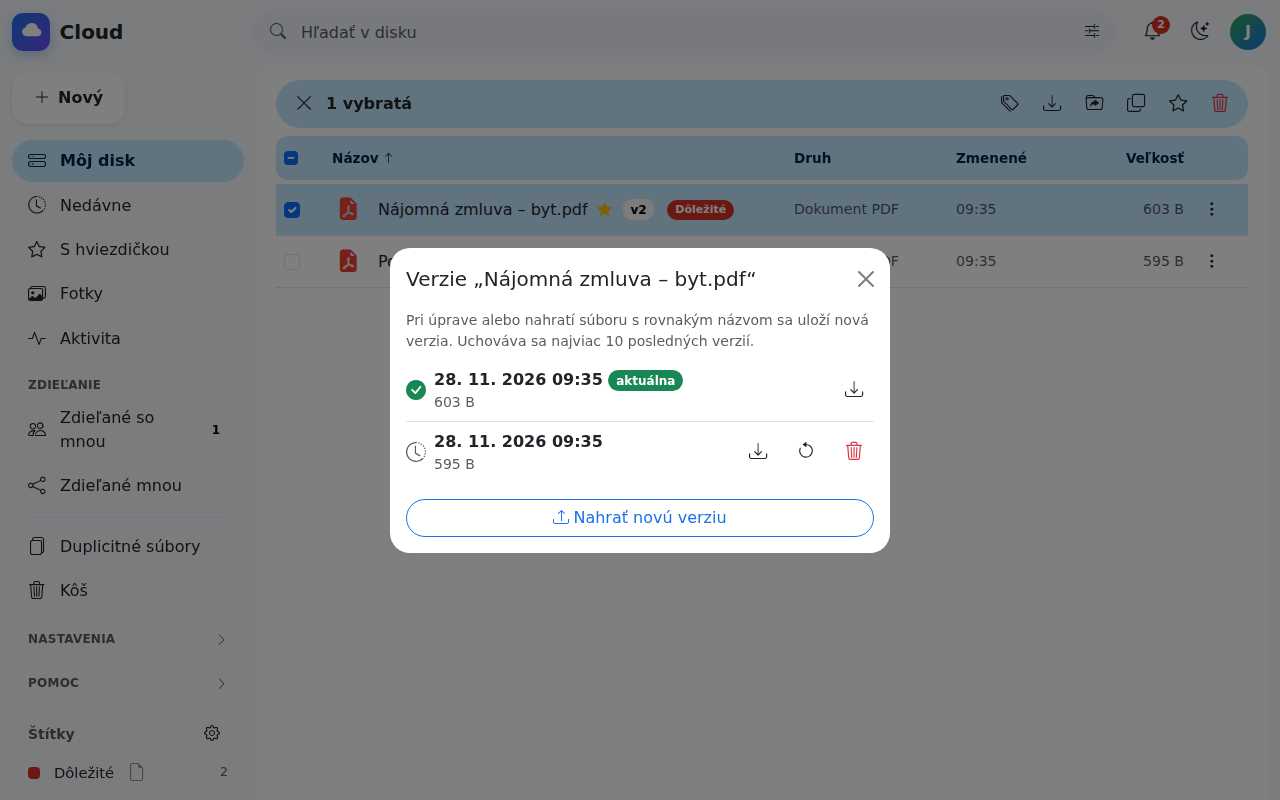 Cloud
Hľadať v disku
2
J
Nový
1 vybratá
Môj disk
Nedávne
S hviezdičkou
Fotky
Aktivita
ZDIEĽANIE
Zdieľané so
mnou
1
Zdieľané mnou
Duplicitné súbory
Kôš
NASTAVENIA
POMOC
Štítky
Dôležité
2
Názov ↑
Druh
Zmenené
Veľkosť
Nájomná zmluva – byt.pdf
v2
Dôležité
Dokument PDF
09:35
603 B
09:35
595 B
Verzie „Nájomná zmluva – byt.pdf“
Pri úprave alebo nahratí súboru s rovnakým názvom sa uloží nová
verzia. Uchováva sa najviac 10 posledných verzií.
28. 11. 2026 09:35 aktuálna
603 B
28. 11. 2026 09:35
595 B
Nahrať novú verziu